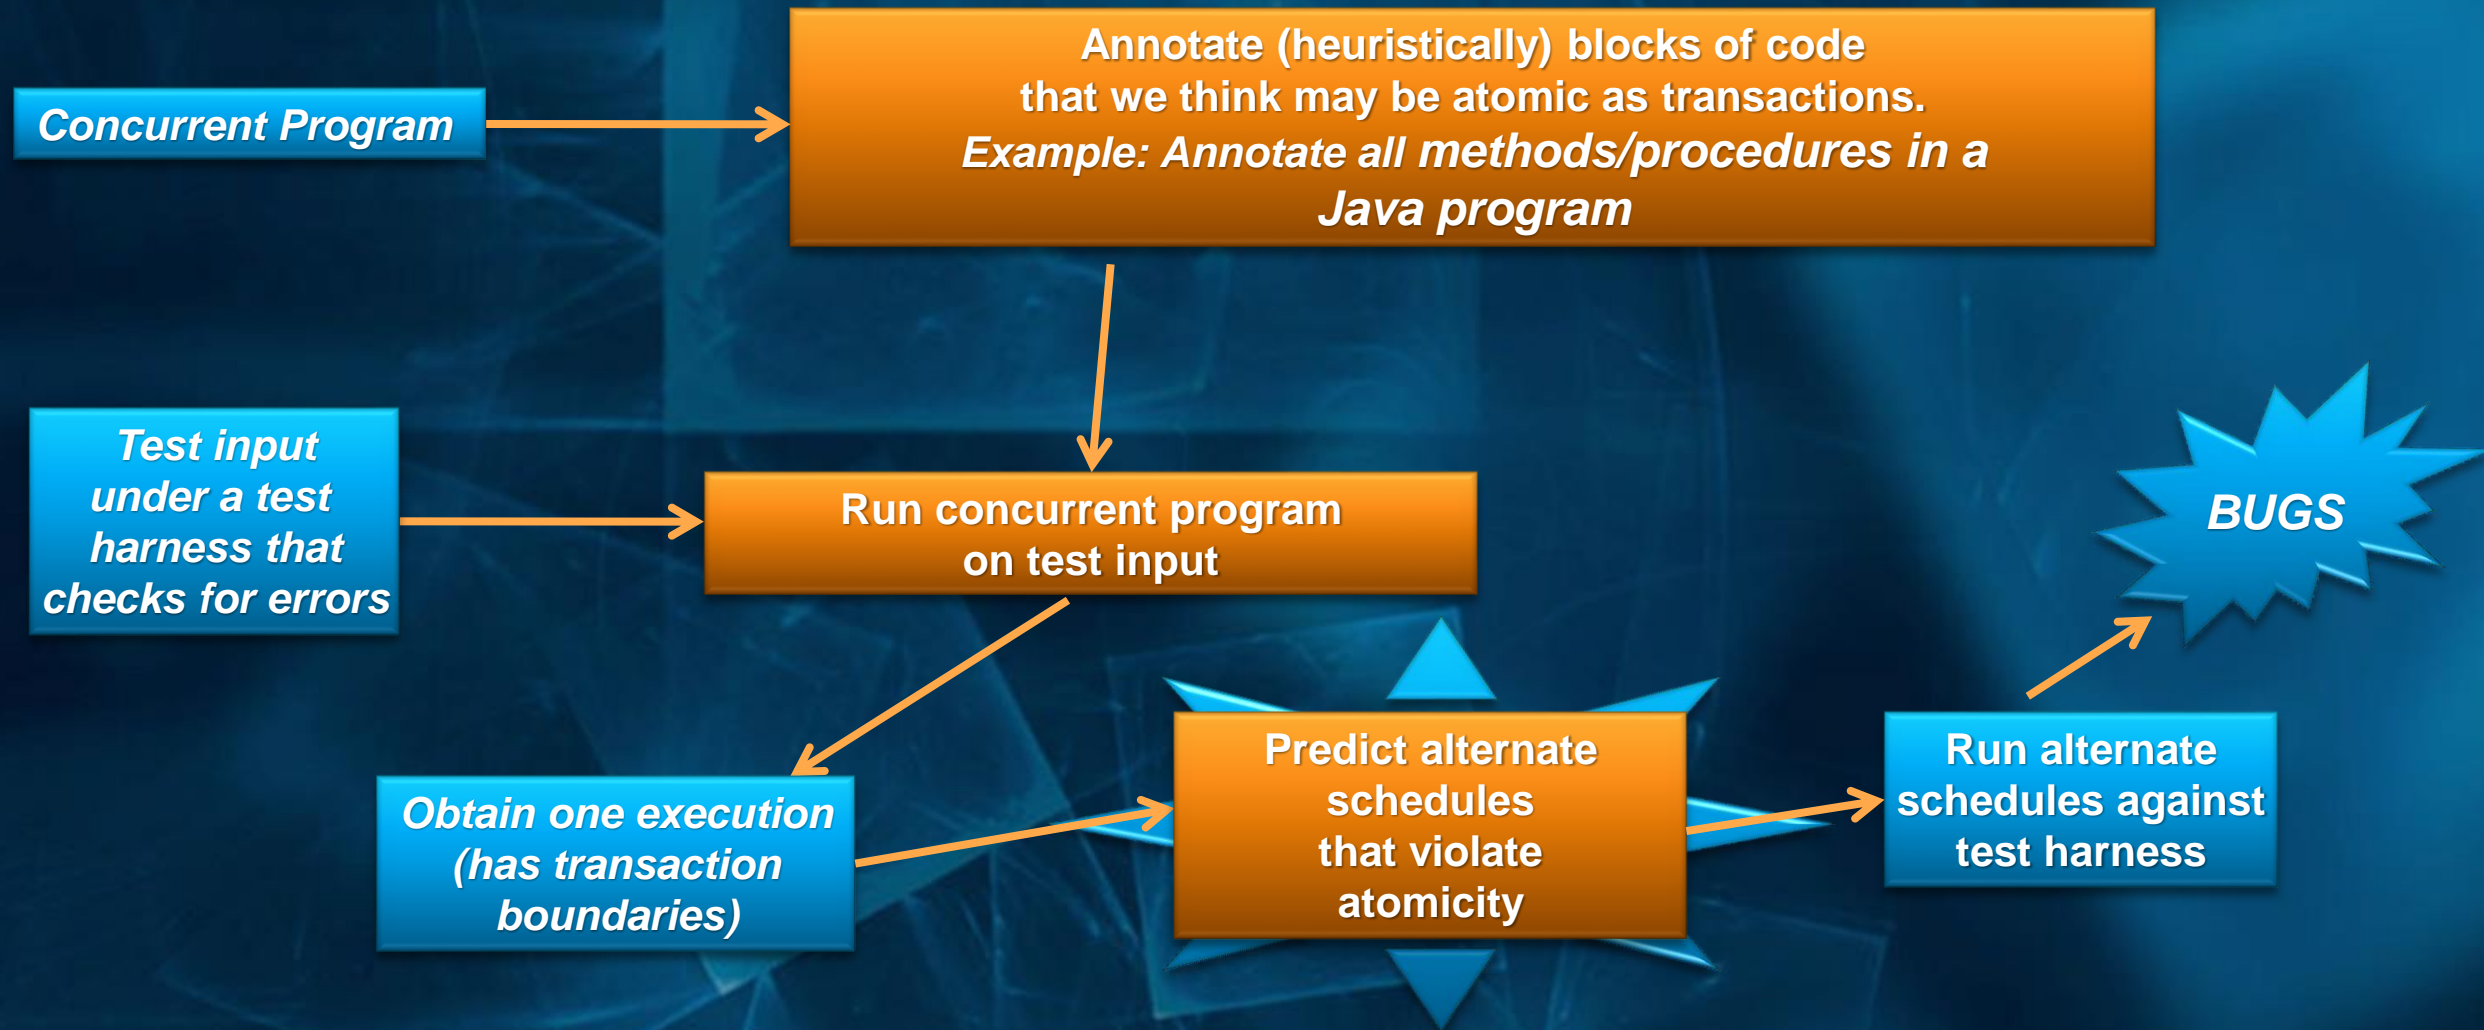 Concurrent Program
Annotate (heuristically) blocks of code
that we think may be atomic as transactions.
Example: Annotate all methods/procedures in a
Java program
Test input
under a test
harness that
checks for errors
Run concurrent program
on test input
BUGS
Obtain one execution
(has transaction
boundaries)
Predict alternate
schedules
that violate
atomicity
Run alternate
schedules against
test harness